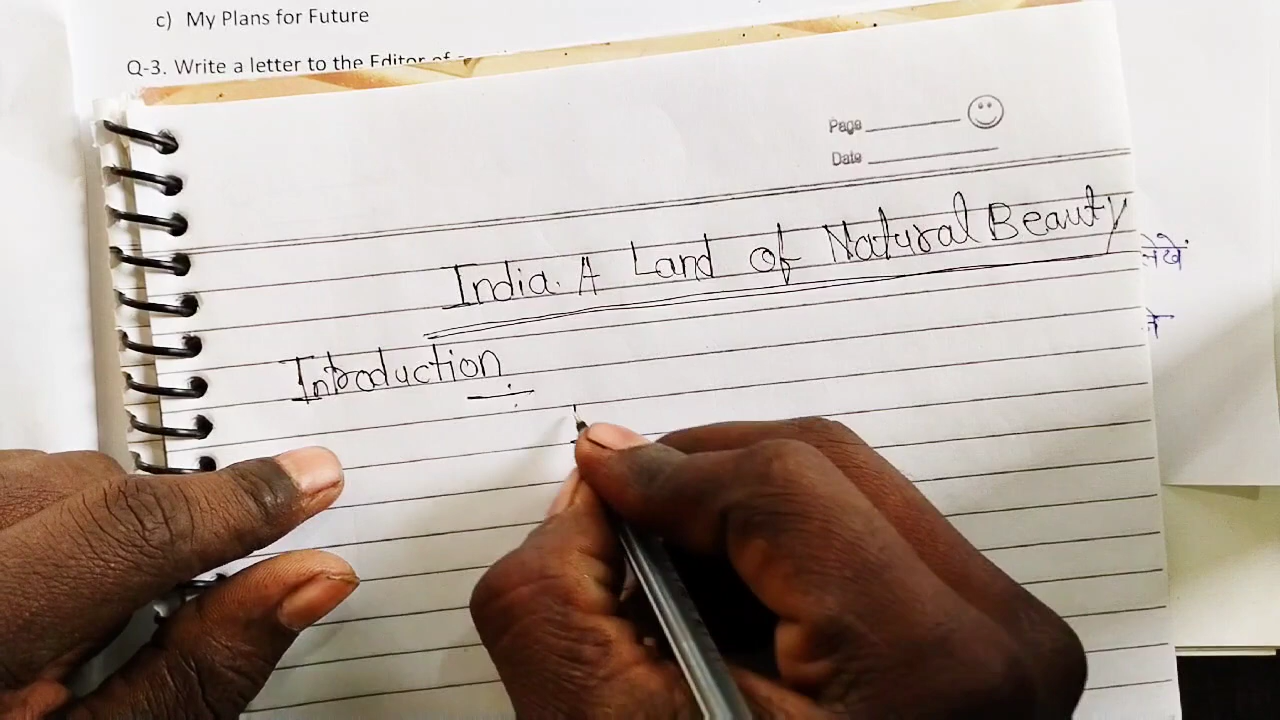 c) My Plans for Future
Q-3. Write a letter to the Editor of
Page
Date
India. A Land of Natural Beauty
Introduction